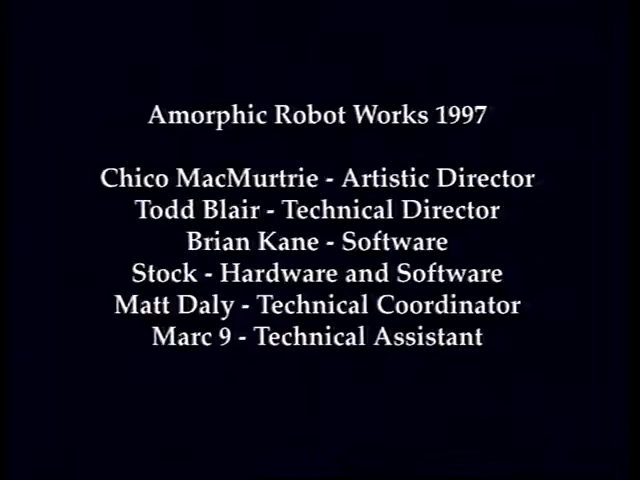 Amorphic Robot Works 1997
Chico MacMurtrie - Artistic Director
Todd Blair - Technical Director
Brian Kane - Software
Stock - Hardware and Software
Matt Daly - Technical Coordinator
Marc 9 - Technical Assistant